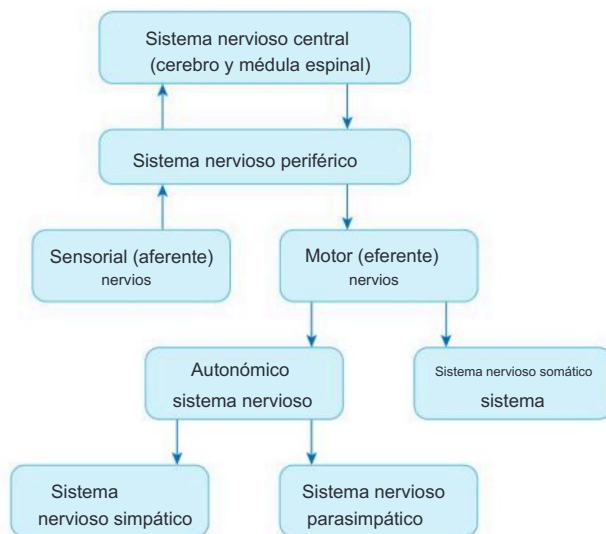 Sistema nervioso central
(cerebro y médula espinal)
Sistema nervioso periférico
Sensorial (aferente)
nervios
Motor (eferente)
nervios
Autonómico
sistema nervioso
Sistema nervioso somático
sistema
Sistema
nervioso simpático
Sistema nervioso
parasimpático